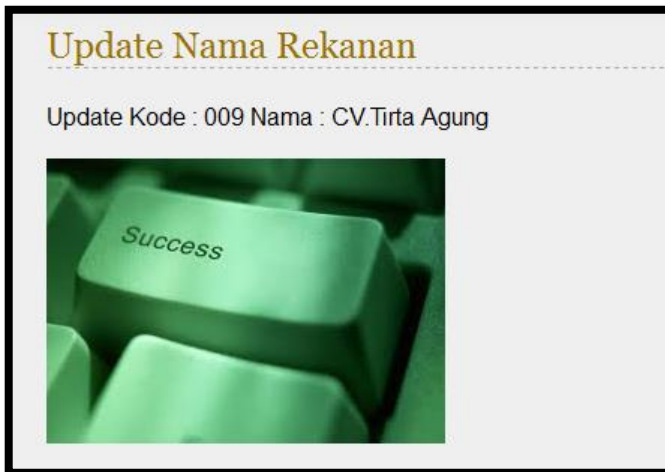 Update Nama Rekanan
Update Kode : 009 Nama : CV.Tirta Agung
Success